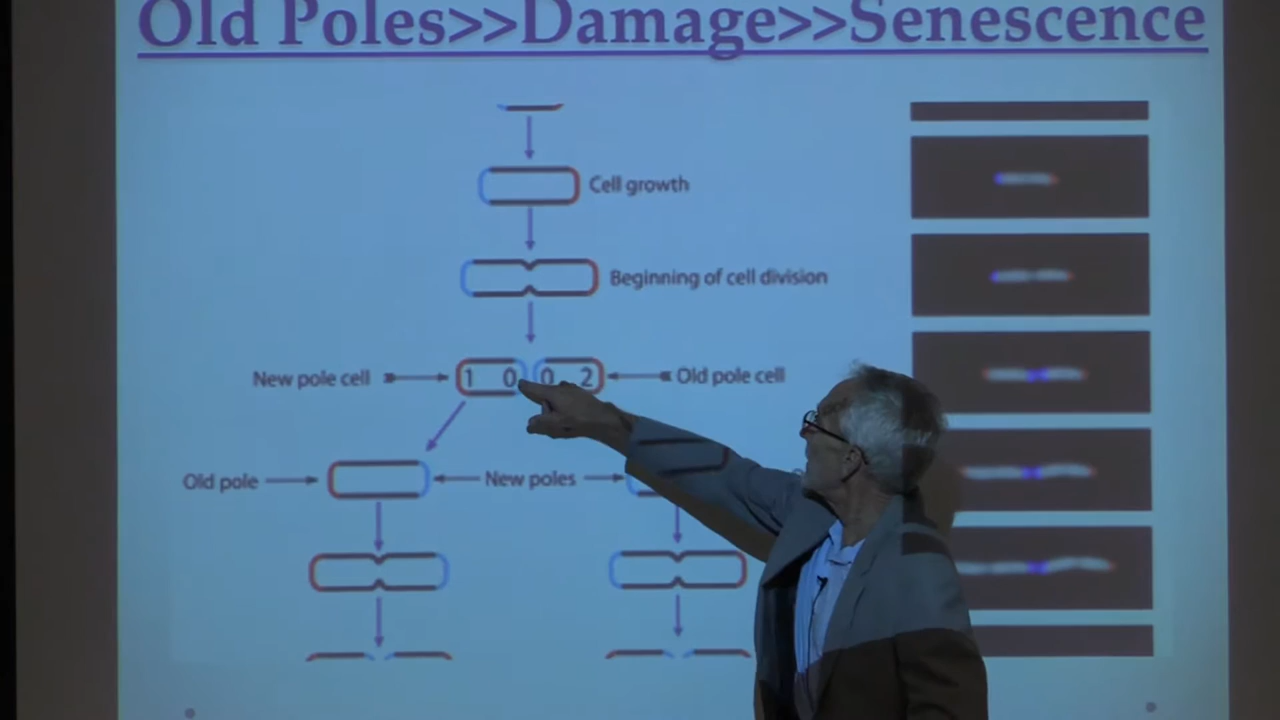 Old Poles>>Damage>>Senescence
Cell growth
Beginning of cell division
New pole cell
1 0 0 2
Old pole cell
Old pole
New poles